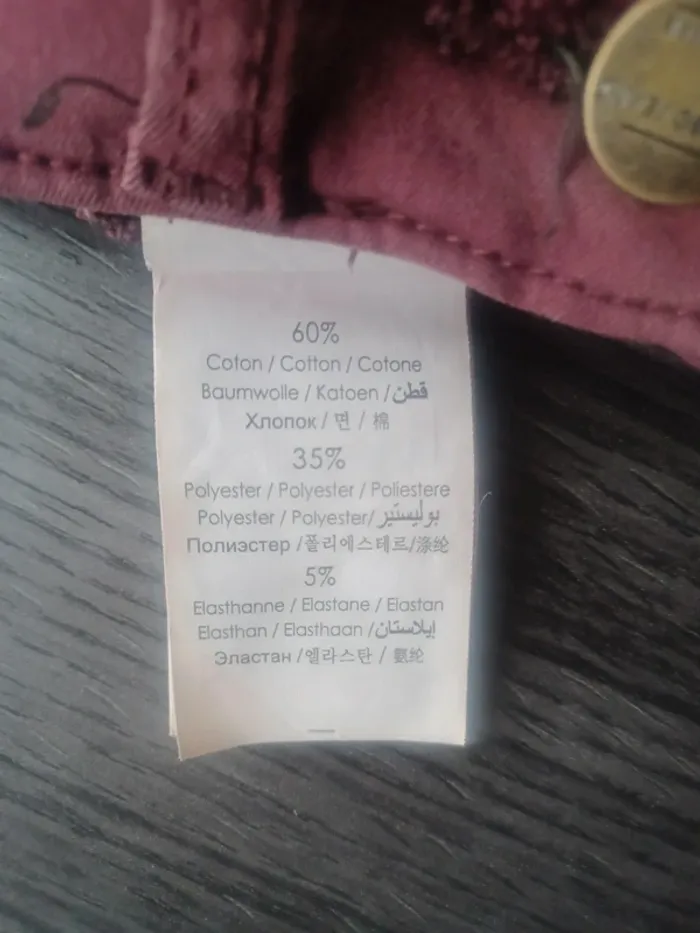 60%
Coton / Cotton / Cotone
Baumwolle / Katoen / قطن
Хлопок / 면 / 棉
35%
Polyester / Polyester / Poliestere
Polyester / Polyester/ بوليستير
Полиэстер /폴리에스테르/涤纶
5%
Elasthanne / Elastane / Elastan
Elasthan / Elasthaan /إيلاستان
Эластан /엘라스탄 / 氨纶